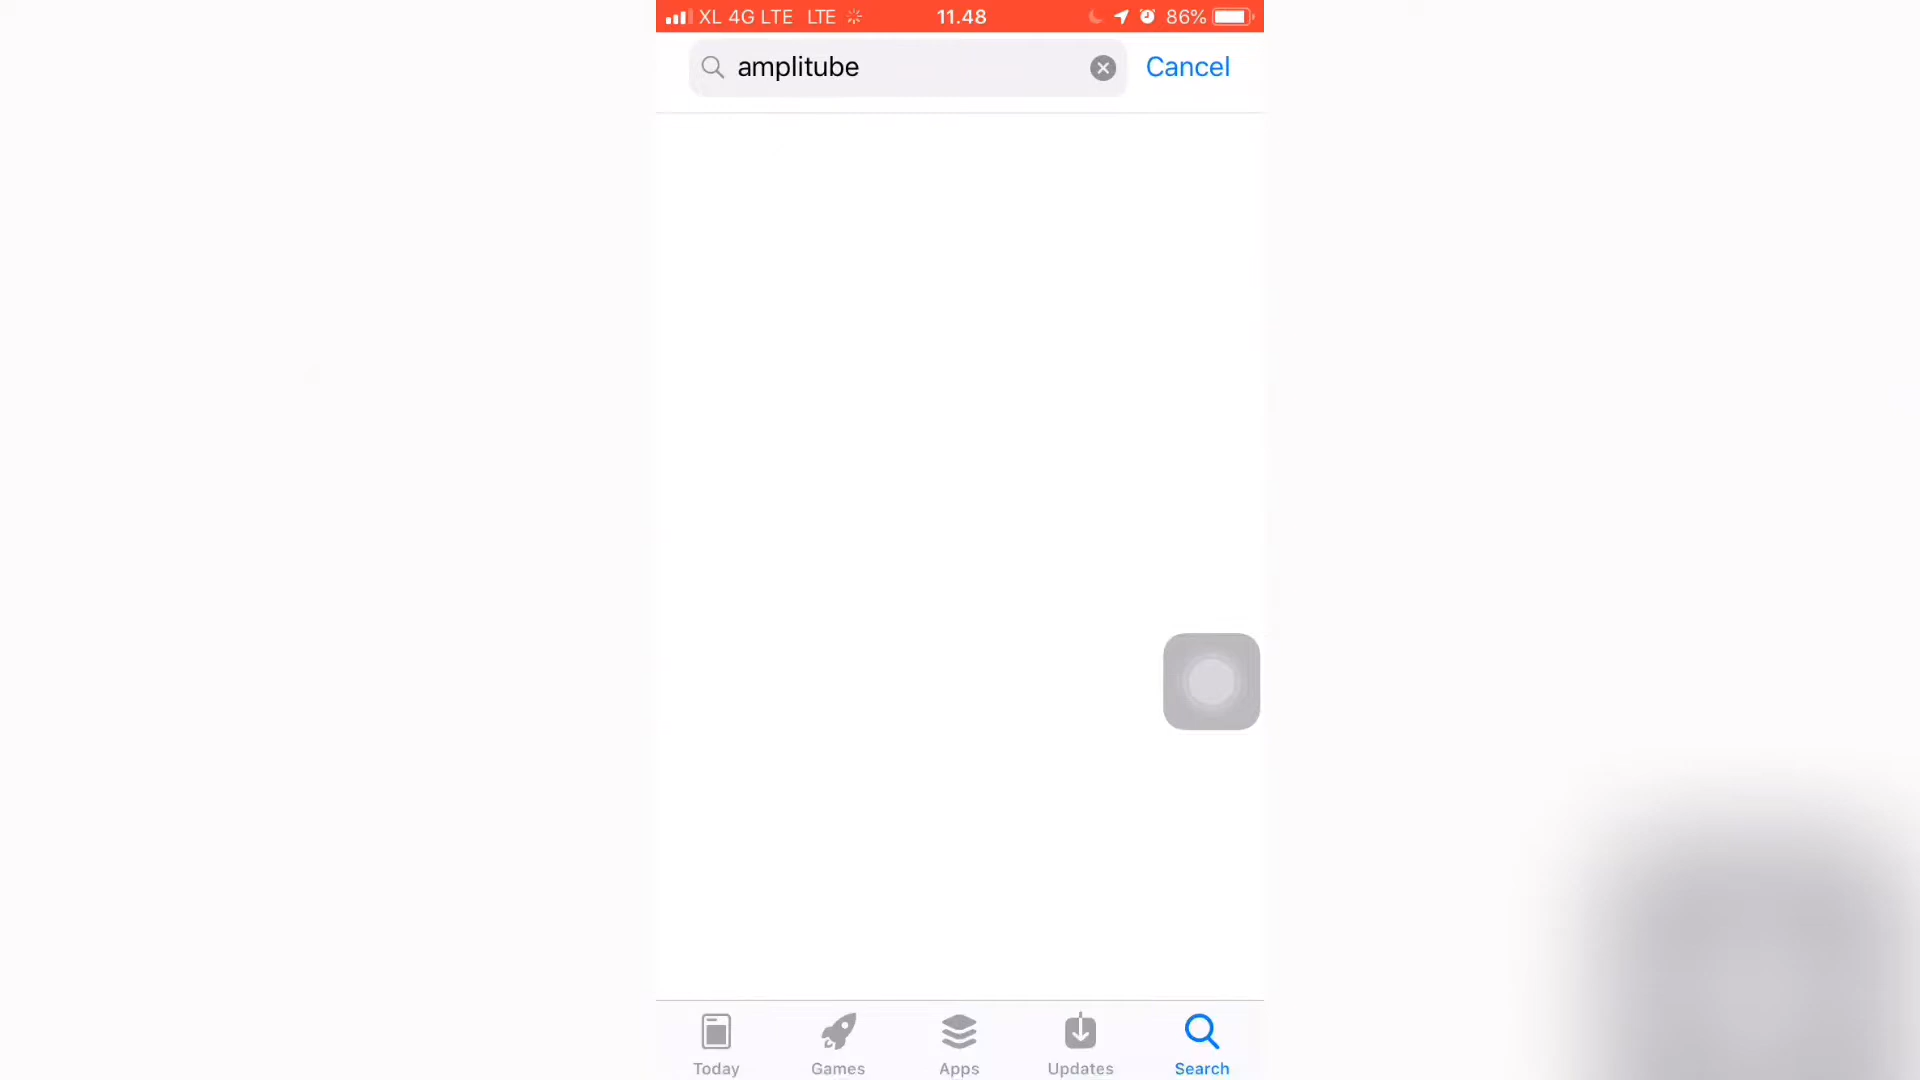 XL 4G LTE LTE 11.48 86%
amplitube Cancel
Today Games Apps Updates Search